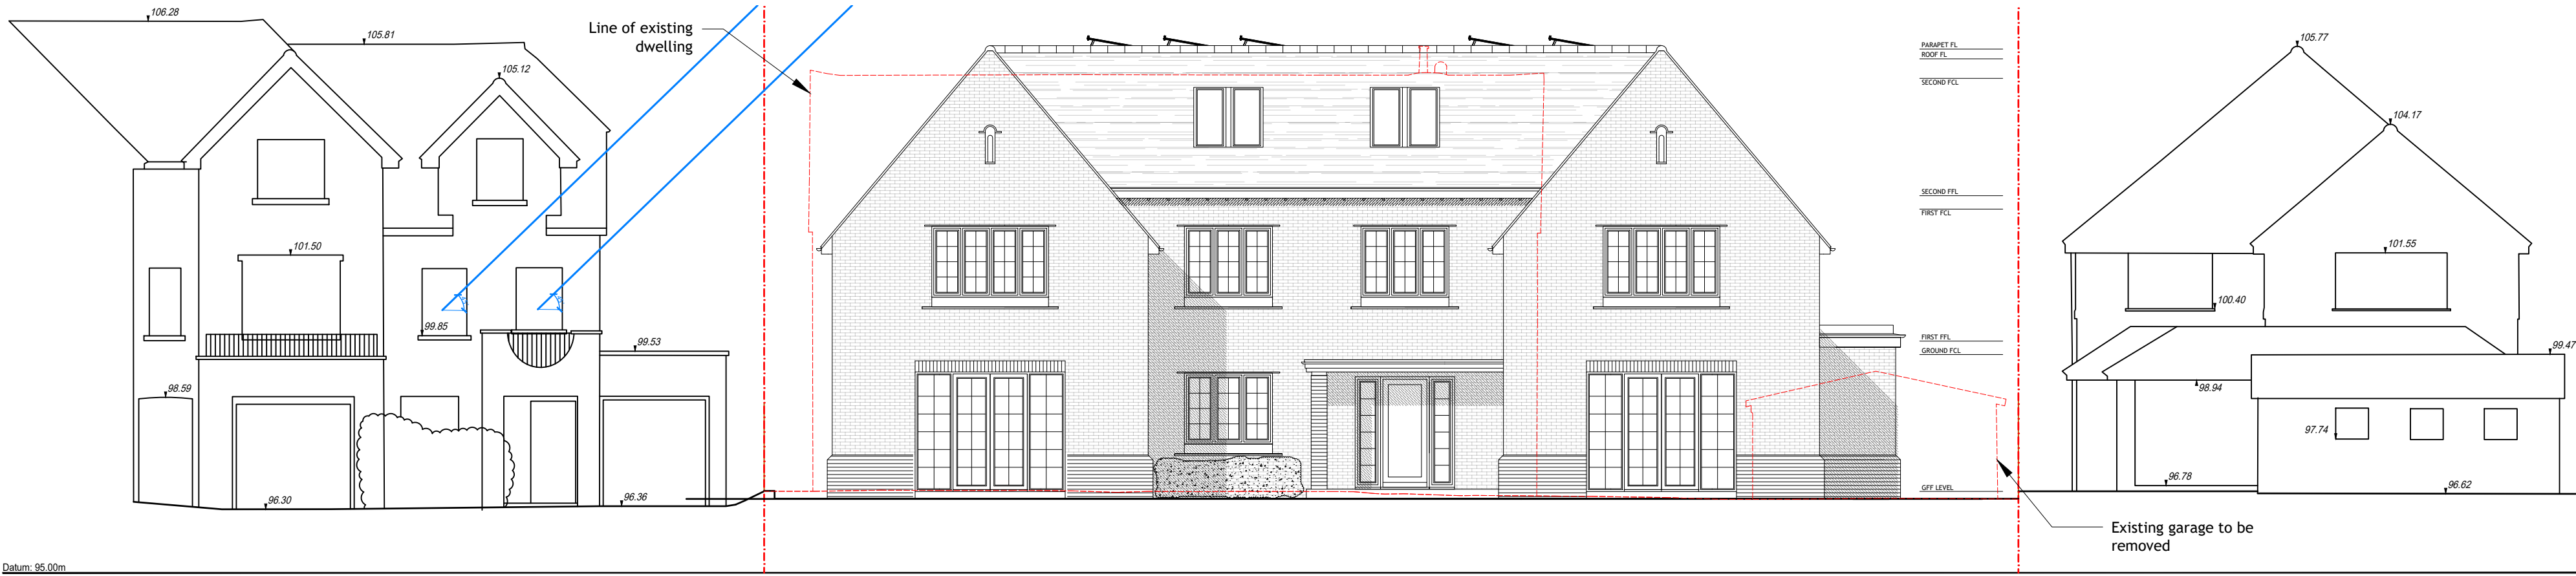 106.28
105.81
105.12
101.50
99.85
99.53
98.59
96.30
96.36
Line of existing
dwelling
PARAPET FL
ROOF FL
SECOND FCL
SECOND FFL
FIRST FCL
FIRST FFL
GROUND FCL
GFF LEVEL
105.77
104.17
101.55
100.40
99.47
98.94
97.74
96.78
96.62
Existing garage to be
removed
Datum: 95.00m